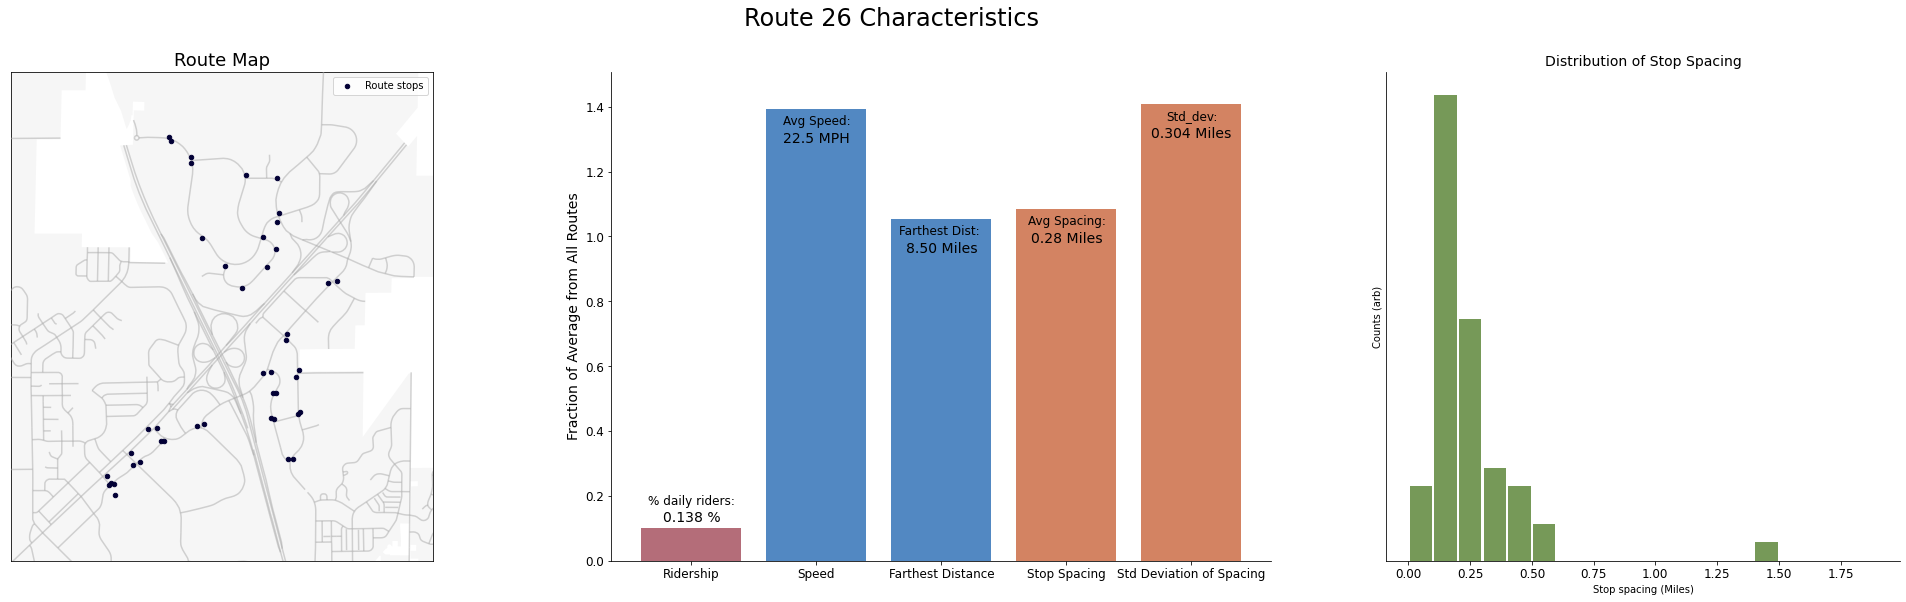 Route 26 Characteristics
Route Map
Route stops
Fraction of Average from All Routes
1.4
1.2
1.0
0.8
0.6
0.4
0.2
0.0
% daily riders:
0.138 %
Avg Speed:
22.5 MPH
Farthest Dist:
8.50 Miles
Avg Spacing:
0.28 Miles
Std_dev:
0.304 Miles
Ridership
Speed
Farthest Distance
Stop Spacing
Std Deviation of Spacing
Distribution of Stop Spacing
Counts (arb)
0.00
0.25
0.50
0.75
1.00
1.25
1.50
1.75
Stop spacing (Miles)